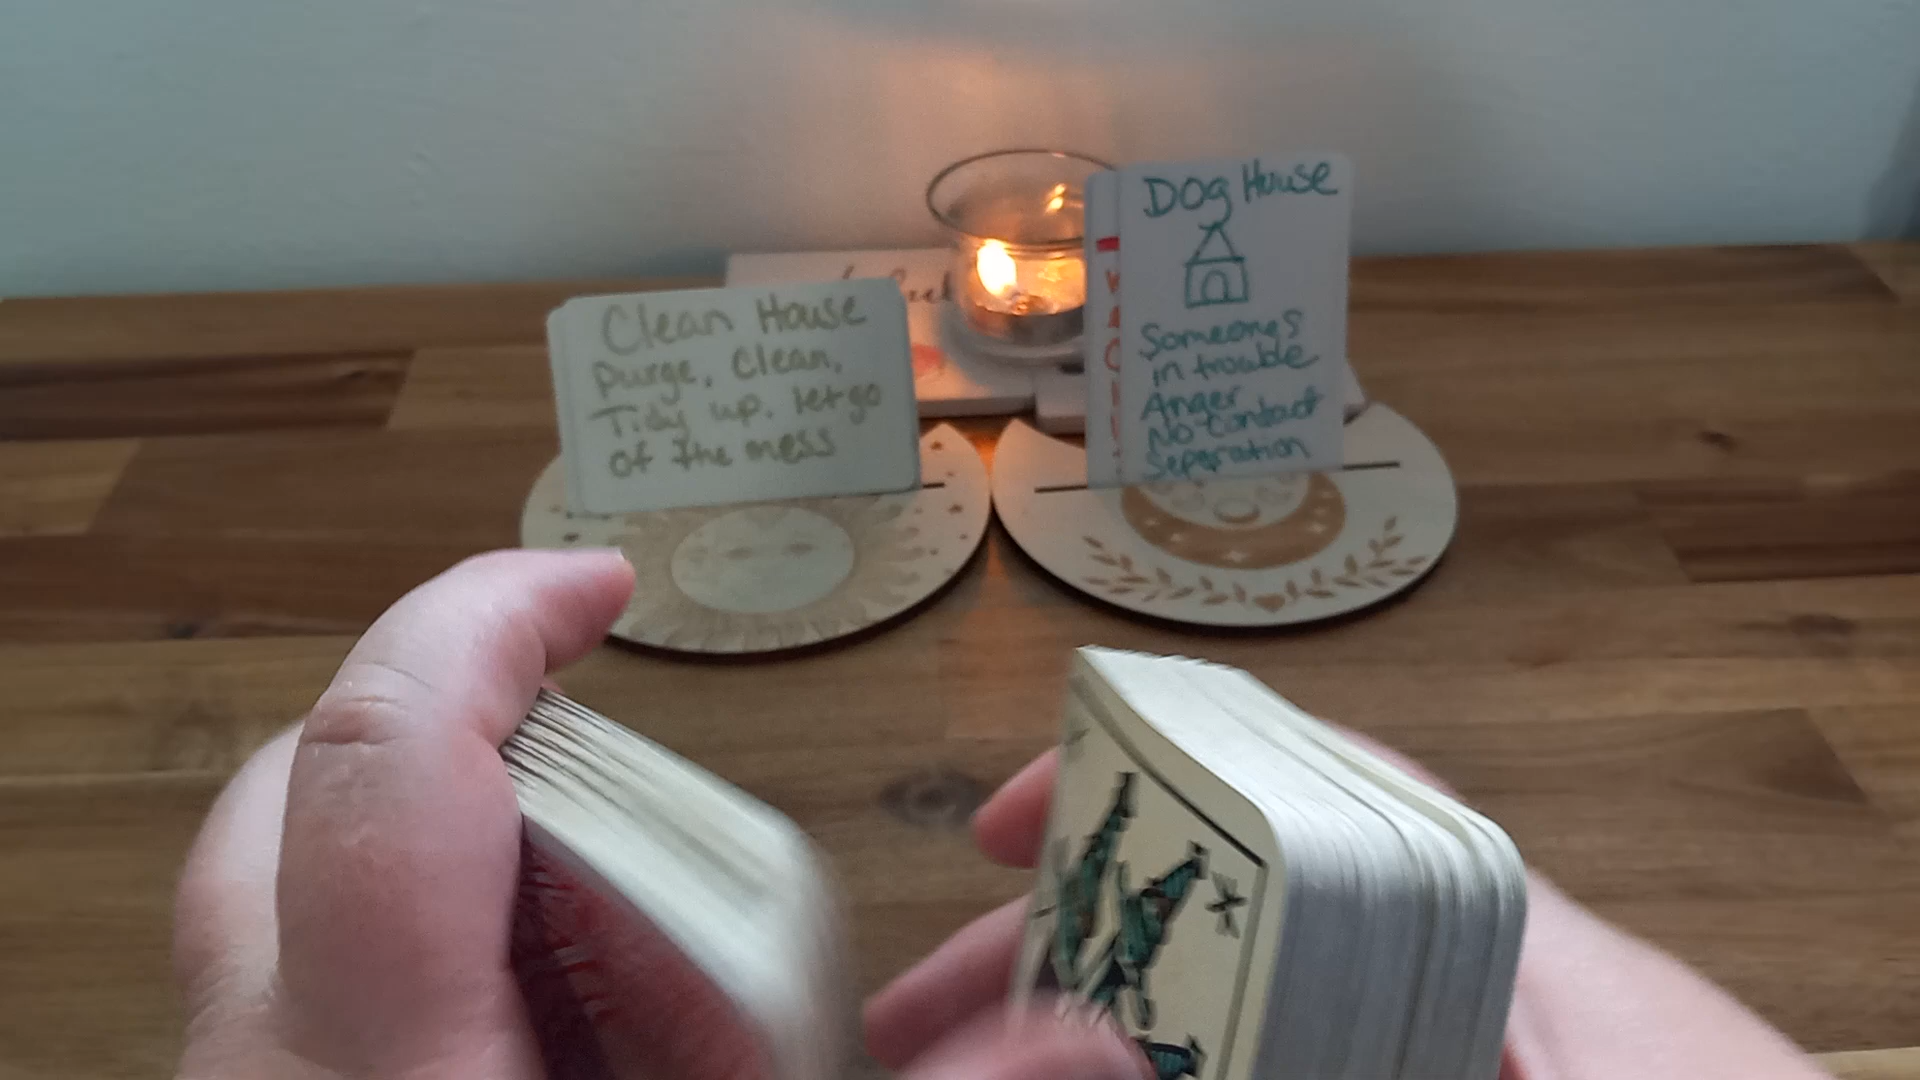 Clean House
purge, clean,
Tidy up. let go
of the mess
Dog House
Someones
in trouble
Anger
No contact
Separation